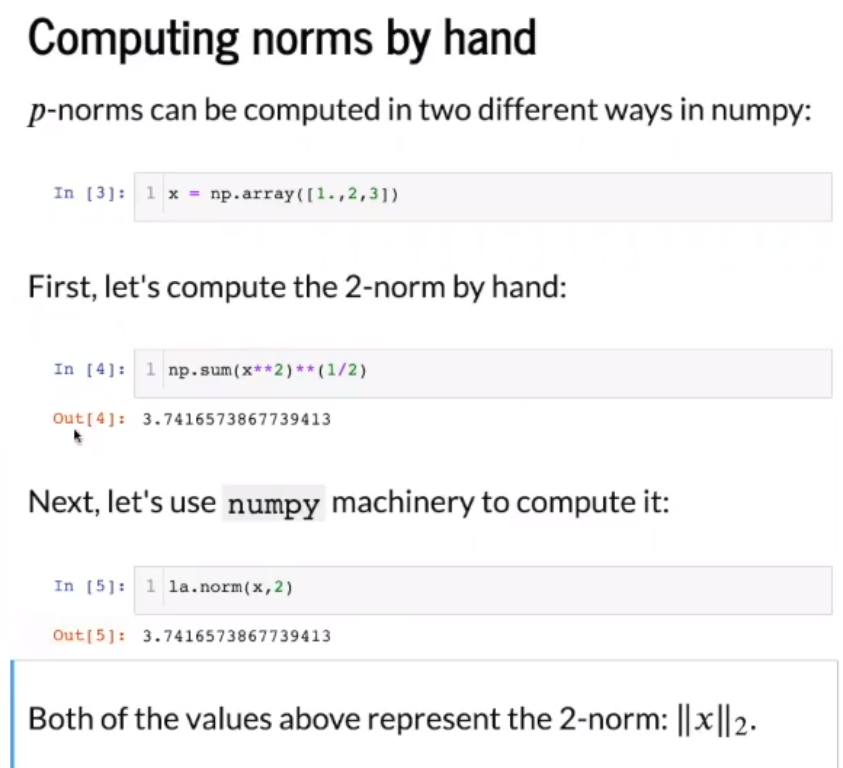 Computing norms by hand
p-norms can be computed in two different ways in numpy:
In [3]: 1 x = np.array([1.,2,3])
First, let's compute the 2-norm by hand:
In [4]: 1 np.sum(x**2)**(1/2)
Out[4]: 3.7416573867739413
Next, let's use numpy machinery to compute it:
In [5]: 1 la.norm(x,2)
Out[5]: 3.7416573867739413
Both of the values above represent the 2-norm: ‖x‖₂.